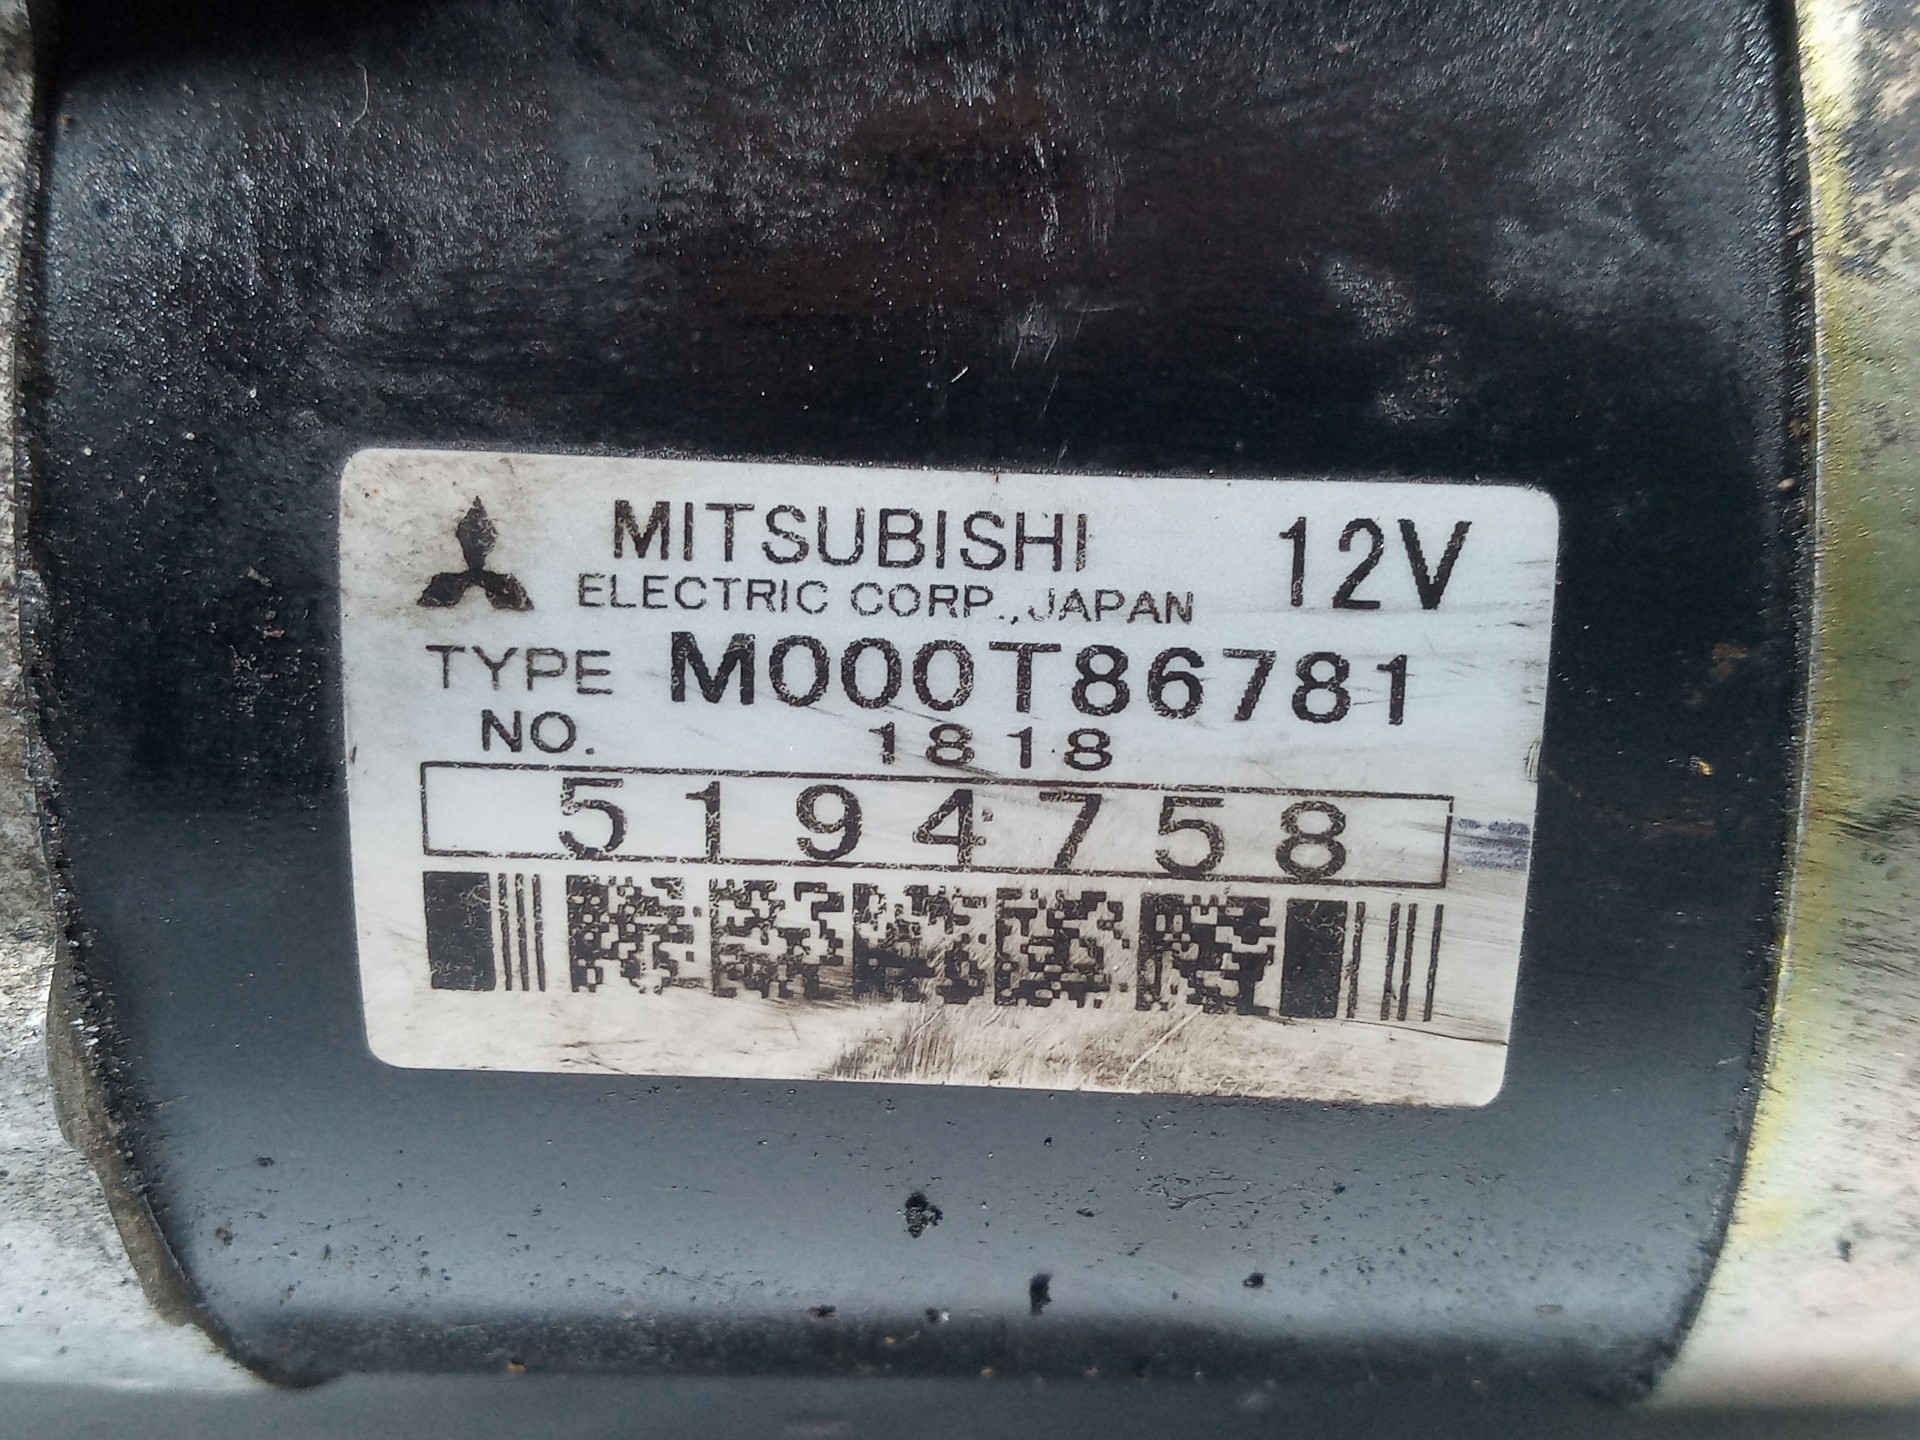 MITSUBISHI 12V
ELECTRIC CORP., JAPAN
TYPE M000T86781
NO. 1818
5194758